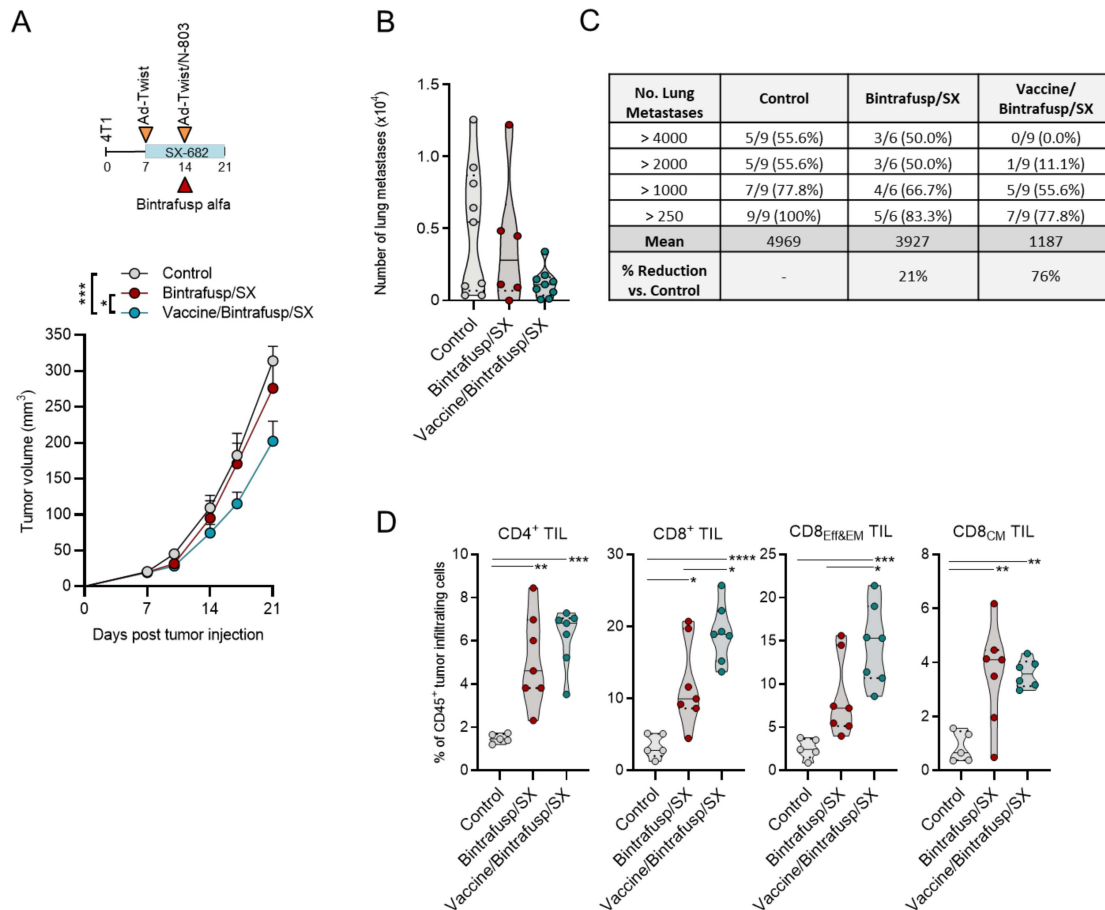 A
Ad-Twist
Ad-Twist/N-803
4T1
SX-682
0 7 14 21
Bintrafusp alfa
*** *
Control
Bintrafusp/SX
Vaccine/Bintrafusp/SX
Tumor volume (mm³)
350
300
250
200
150
100
50
0
0 7 14 21
Days post tumor injection
B
Number of lung metastases (x10⁴)
1.5
1.0
0.5
0
Control
Bintrafusp/SX
Vaccine/Bintrafusp/SX
C
No. Lung Metastases Control Bintrafusp/SX Vaccine/ Bintrafusp/SX
> 4000 5/9 (55.6%) 3/6 (50.0%) 0/9 (0.0%)
> 2000 5/9 (55.6%) 3/6 (50.0%) 1/9 (11.1%)
> 1000 7/9 (77.8%) 4/6 (66.7%) 5/9 (55.6%)
> 250 9/9 (100%) 5/6 (83.3%) 7/9 (77.8%)
Mean 4969 3927 1187
% Reduction vs. Control - 21% 76%
D
% of CD45⁺ tumor infiltrating cells
CD4⁺ TIL
***
**
10
8
6
4
2
0
Control
Bintrafusp/SX
Vaccine/Bintrafusp/SX
CD8⁺ TIL
****
*
*
30
20
10
0
Control
Bintrafusp/SX
Vaccine/Bintrafusp/SX
CD8Eff&EM TIL
***
*
25
20
15
10
5
0
Control
Bintrafusp/SX
Vaccine/Bintrafusp/SX
CD8CM TIL
**
**
8
6
4
2
0
Control
Bintrafusp/SX
Vaccine/Bintrafusp/SX